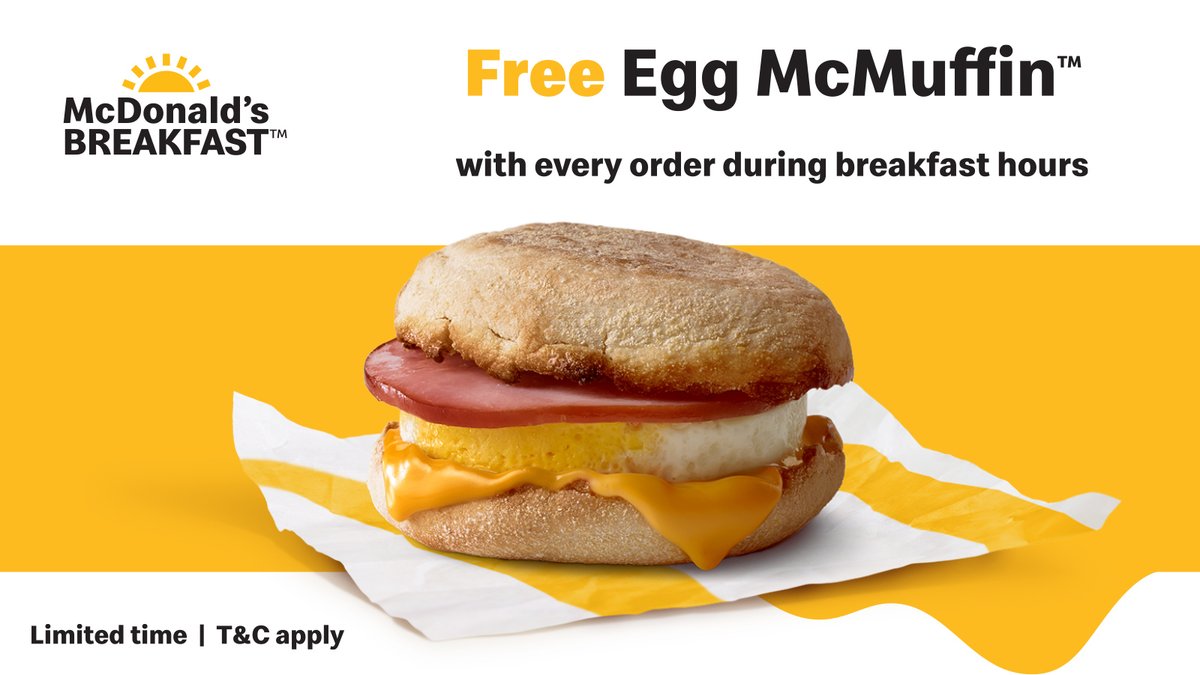 McDonald's
BREAKFAST™
Free Egg McMuffin™
with every order during breakfast hours
Limited time | T&C apply